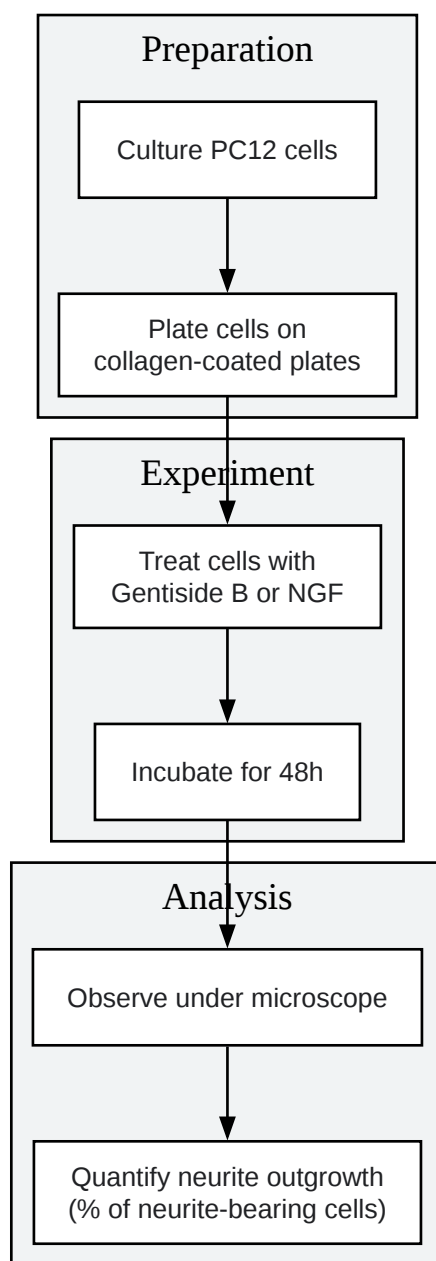 Preparation
Culture PC12 cells
Plate cells on
collagen-coated plates
Experiment
Treat cells with
Gentiside B or NGF
Incubate for 48h
Analysis
Observe under microscope
Quantify neurite outgrowth
(% of neurite-bearing cells)